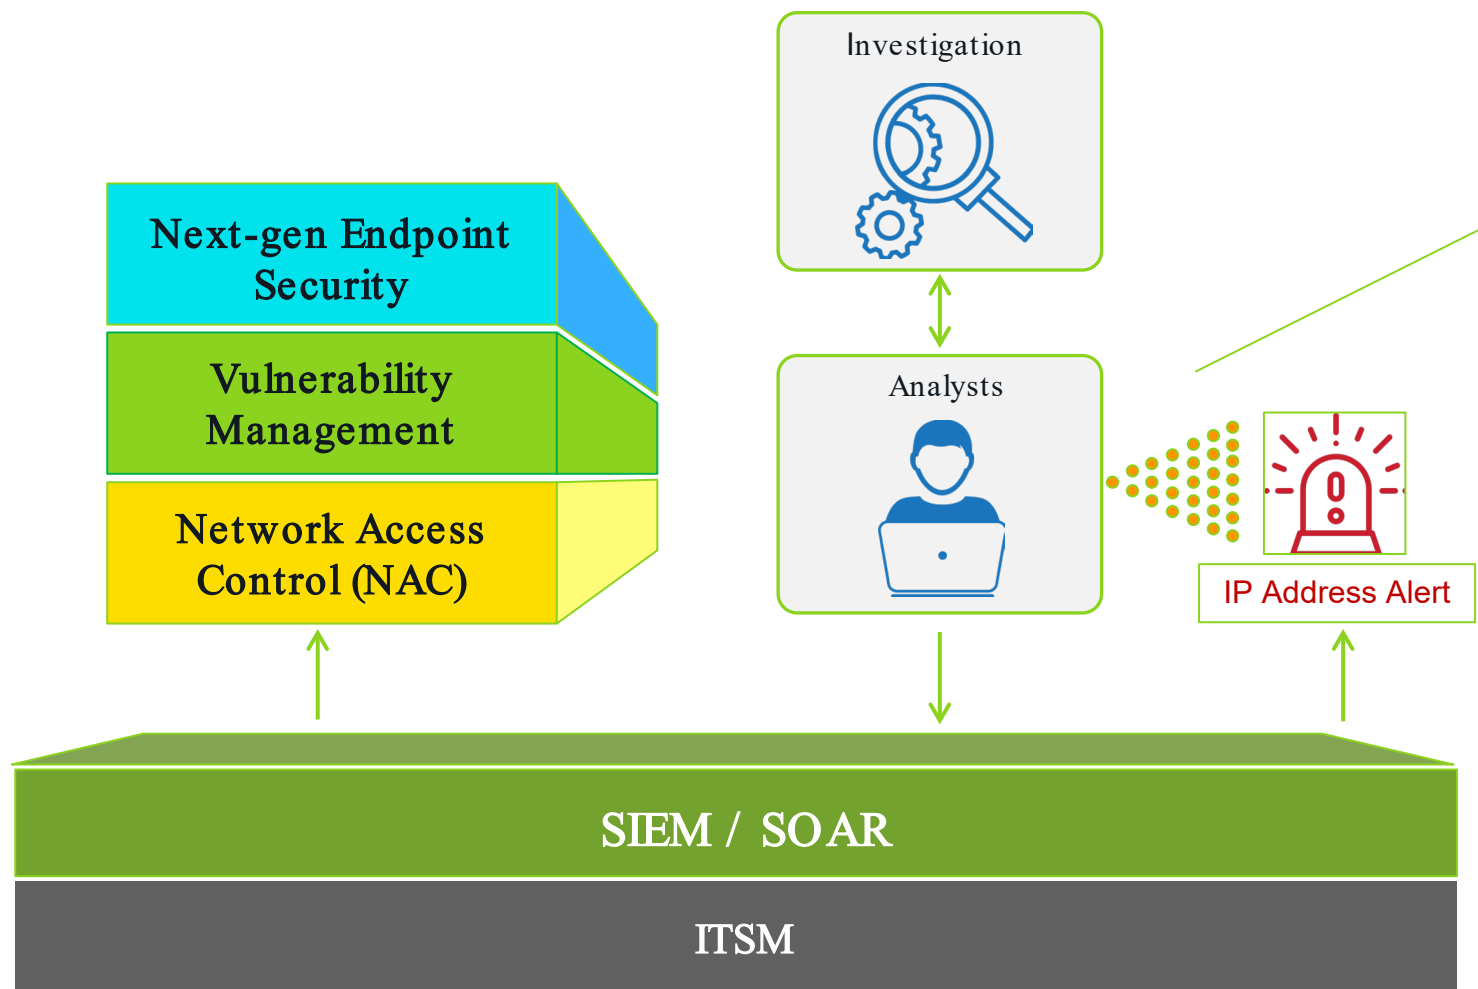 Investigation
Next-gen Endpoint
Security
Vulnerability
Management
Network Access
Control (NAC)
Analysts
IP Address Alert
SIEM / SOAR
ITSM